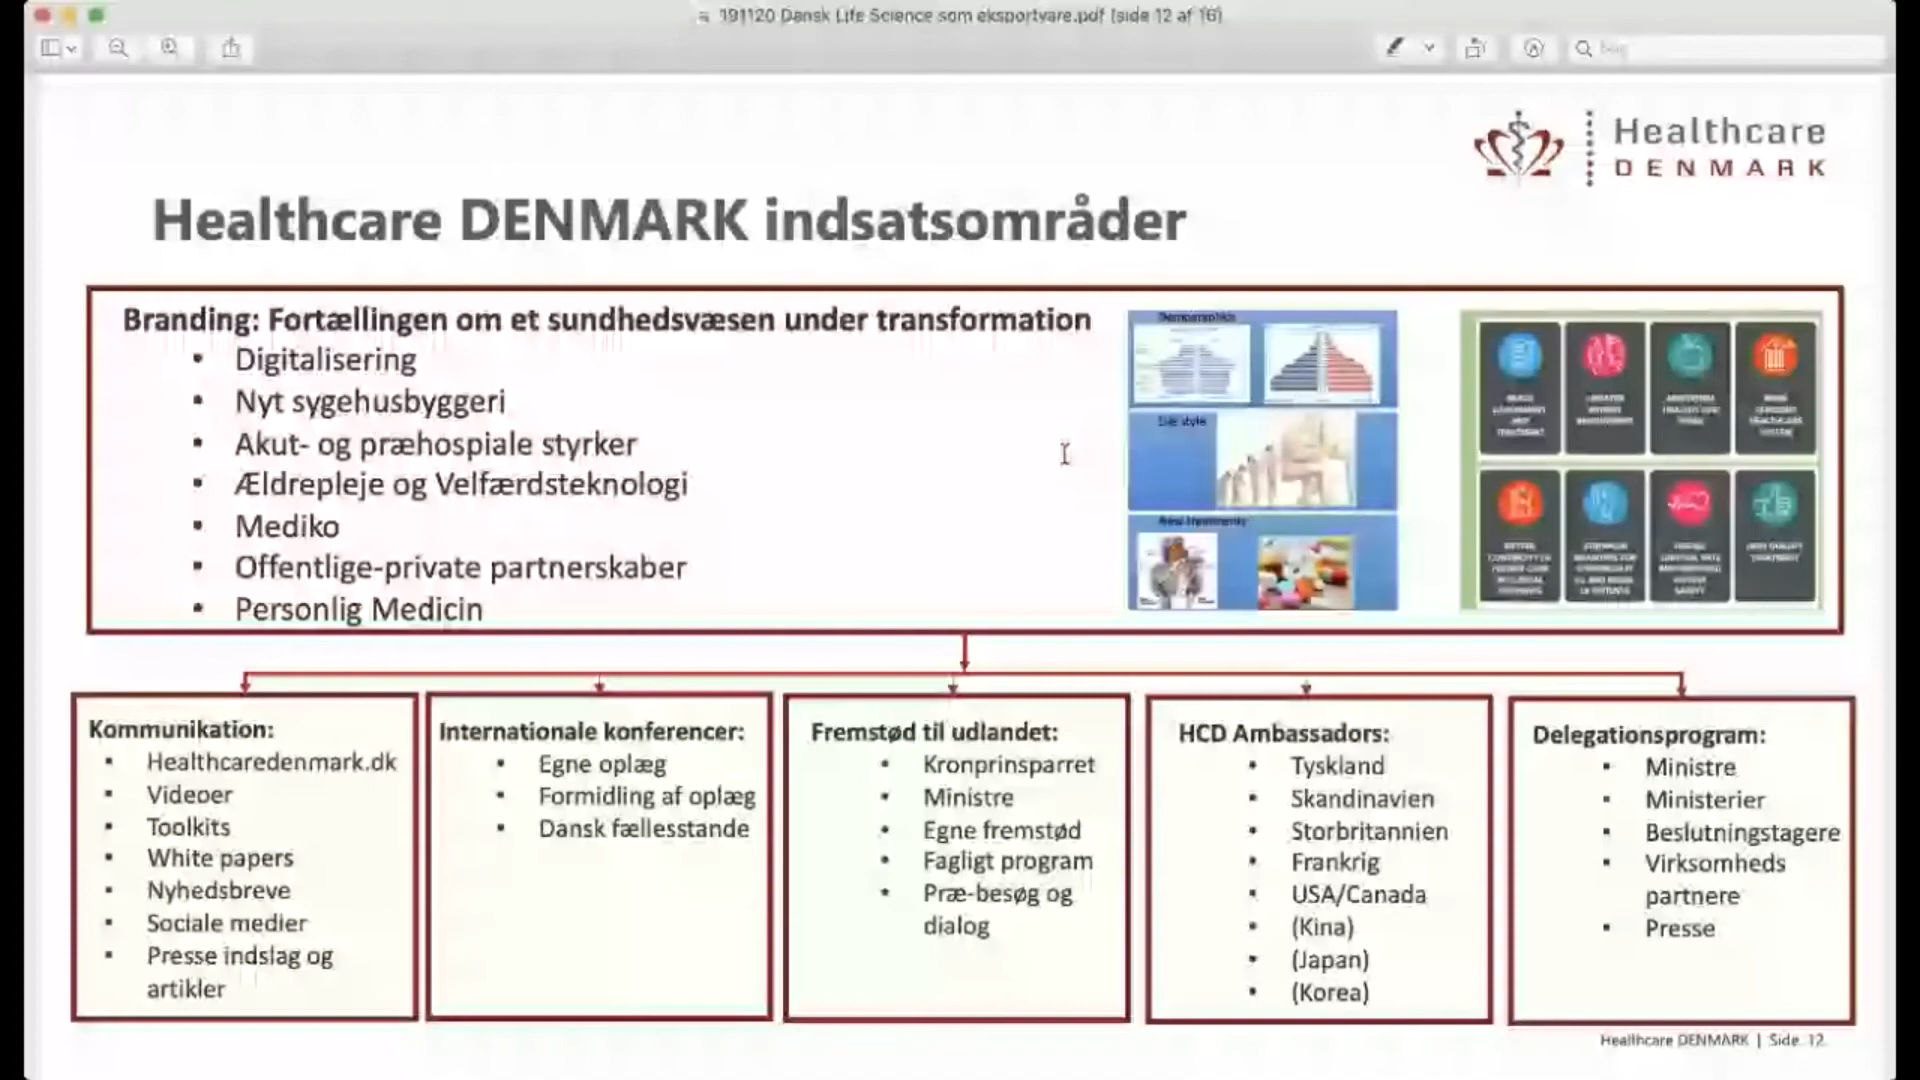 191120 Dansk Life Science som eksportvare.pdf (side 12 af 16)
Healthcare
DENMARK
Healthcare DENMARK indsatsområder
Branding: Fortællingen om et sundhedsvæsen under transformation
• Digitalisering
• Nyt sygehusbyggeri
• Akut- og præhospiale styrker
• Ældrepleje og Velfærdsteknologi
• Mediko
• Offentlige-private partnerskaber
• Personlig Medicin
Life style
Kommunikation:
• Healthcaredenmark.dk
• Videoer
• Toolkits
• White papers
• Nyhedsbreve
• Sociale medier
• Presse indslag og
artikler
Internationale konferencer:
• Egne oplæg
• Formidling af oplæg
• Dansk fællesstande
Fremstød til udlandet:
• Kronprinsparret
• Ministre
• Egne fremstød
• Fagligt program
• Præ-besøg og
dialog
HCD Ambassadors:
• Tyskland
• Skandinavien
• Storbritannien
• Frankrig
• USA/Canada
• (Kina)
• (Japan)
• (Korea)
Delegationsprogram:
• Ministre
• Ministerier
• Beslutningstagere
• Virksomheds
partnere
• Presse
Healthcare DENMARK | Side 12